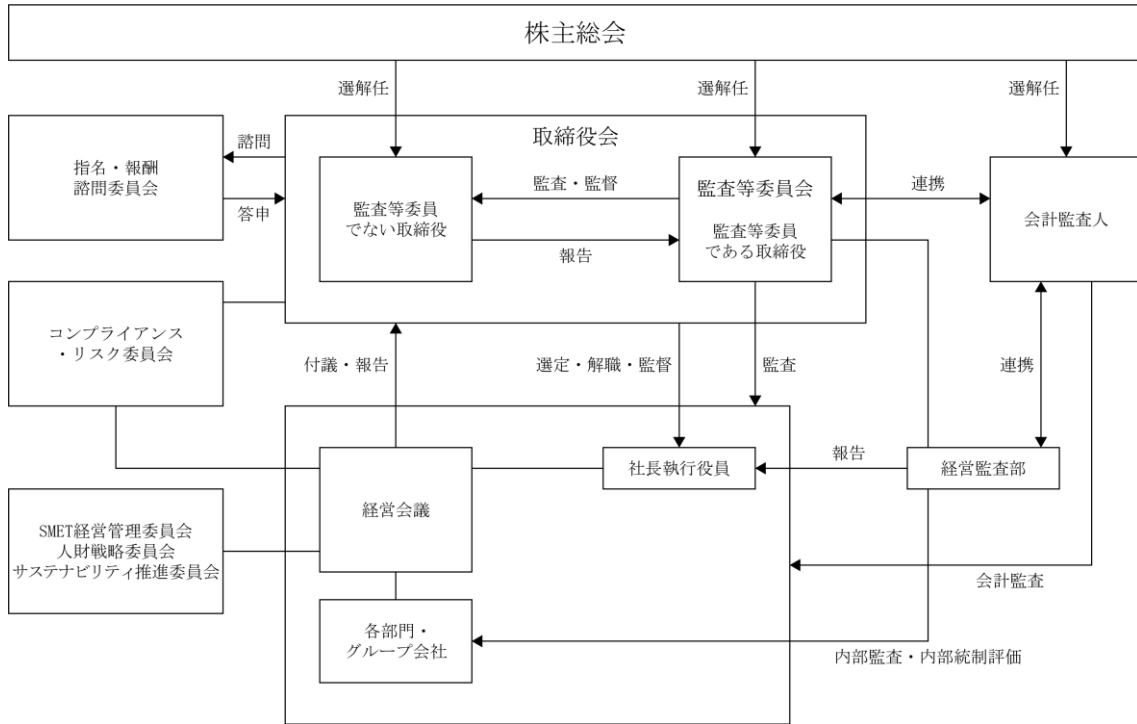 株主総会
選解任
選解任
選解任
指名・報酬
諮問委員会
諮問
答申
取締役会
監査等委員
でない取締役
監査・監督
報告
監査等委員会
監査等委員
である取締役
連携
会計監査人
コンプライアンス
・リスク委員会
付議・報告
選定・解職・監督
監査
連携
経営会議
社長執行役員
報告
経営監査部
SMET経営管理委員会
人財戦略委員会
サステナビリティ推進委員会
会計監査
各部門・
グループ会社
内部監査・内部統制評価